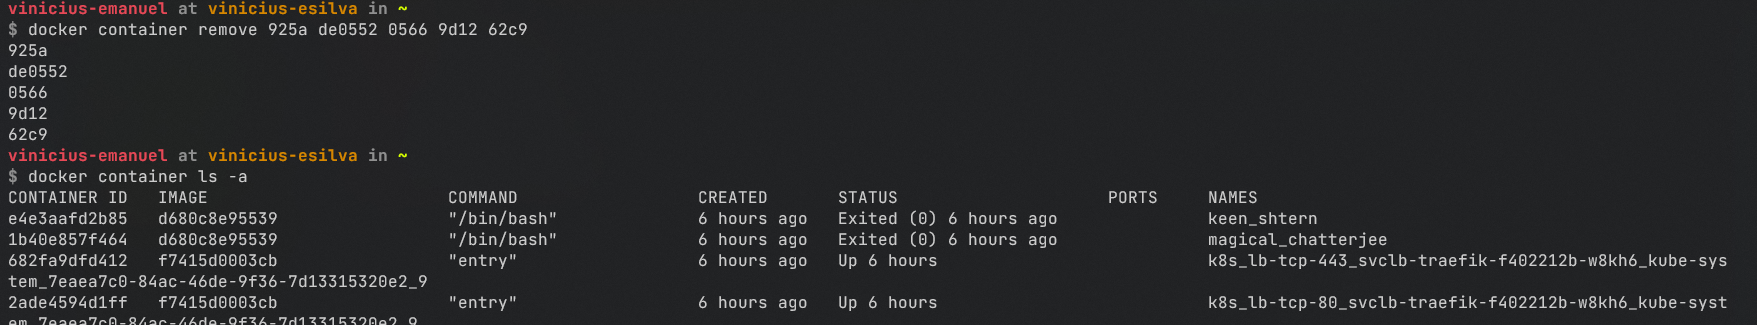 vinicius-emanuel at vinicius-esilva in ~
$ docker container remove 925a de0552 0566 9d12 62c9
925a
de0552
0566
9d12
62c9
vinicius-emanuel at vinicius-esilva in ~
$ docker container ls -a
CONTAINER ID   IMAGE                        COMMAND                  CREATED       STATUS                     PORTS     NAMES
e4e3aafd2b85   d680c8e95539                 "/bin/bash"              6 hours ago   Exited (0) 6 hours ago               keen_shtern
1b40e857f464   d680c8e95539                 "/bin/bash"              6 hours ago   Exited (0) 6 hours ago               magical_chatterjee
682fa9dfd412   f7415d0003cb                 "entry"                  6 hours ago   Up 6 hours                           k8s_lb-tcp-443_svclb-traefik-f402212b-w8kh6_kube-sys
tem_7eaea7c0-84ac-46de-9f36-7d13315320e2_9
2ade4594d1ff   f7415d0003cb                 "entry"                  6 hours ago   Up 6 hours                           k8s_lb-tcp-80_svclb-traefik-f402212b-w8kh6_kube-syst
em_7eaea7c0-84ac-46de-9f36-7d13315320e2_9